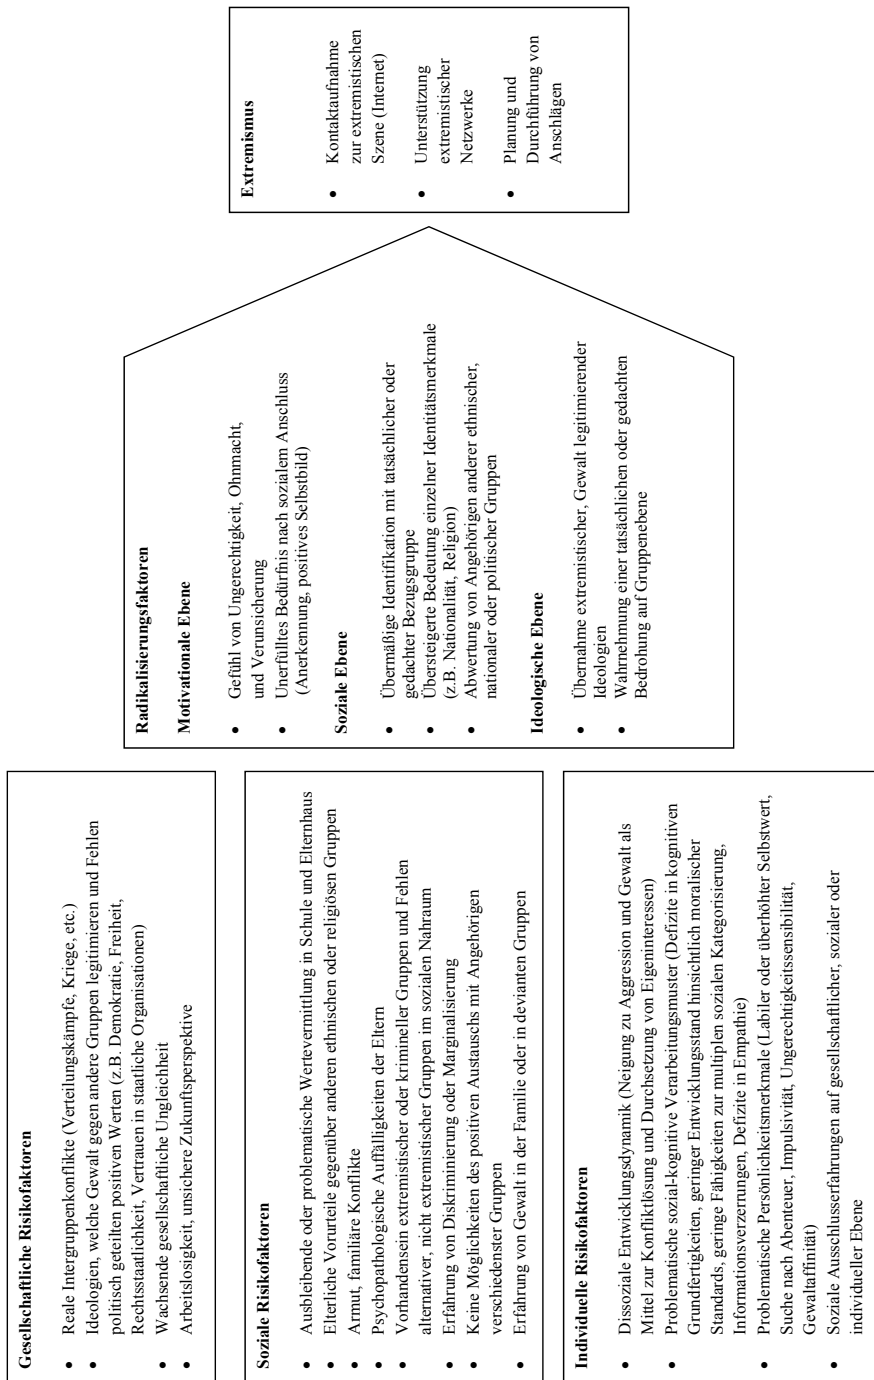 Gesellschaftliche Risikofaktoren
• Reale Intergruppenkonflikte (Verteilungskämpfe, Kriege, etc.)
• Ideologien, welche Gewalt gegen andere Gruppen legitimieren und Fehlen
politisch geteilten positiven Werten (z.B. Demokratie, Freiheit,
Rechtsstaatlichkeit, Vertrauen in staatliche Organisationen)
• Wachsende gesellschaftliche Ungleichheit
• Arbeitslosigkeit, unsichere Zukunftsperspektive
Soziale Risikofaktoren
• Ausbleibende oder problematische Wertevermittlung in Schule und Elternhaus
• Elterliche Vorurteile gegenüber anderen ethnischen oder religiösen Gruppen
• Armut, familiäre Konflikte
• Psychopathologische Auffälligkeiten der Eltern
• Vorhandensein extremistischer oder krimineller Gruppen und Fehlen
alternativer, nicht extremistischer Gruppen im sozialen Nahraum
• Erfahrung von Diskriminierung oder Marginalisierung
• Keine Möglichkeiten des positiven Austauschs mit Angehörigen
verschiedenster Gruppen
• Erfahrung von Gewalt in der Familie oder in devianten Gruppen
Individuelle Risikofaktoren
• Dissoziale Entwicklungsdynamik (Neigung zu Aggression und Gewalt als
Mittel zur Konfliktlösung und Durchsetzung von Eigeninteressen)
• Problematische sozial-kognitive Verarbeitungsmuster (Defizite in kognitiven
Grundfertigkeiten, geringer Entwicklungsstand hinsichtlich moralischer
Standards, geringe Fähigkeiten zur multiplen sozialen Kategorisierung,
Informationsverzerrungen, Defizite in Empathie)
• Problematische Persönlichkeitsmerkmale (Labiler oder überhöhter Selbstwert,
Suche nach Abenteuer, Impulsivität, Ungerechtigkeitssensibilität,
Gewaltaffinität)
• Soziale Ausschlusserfahrungen auf gesellschaftlicher, sozialer oder
individueller Ebene
Radikalisierungsfaktoren
Motivationale Ebene
• Gefühl von Ungerechtigkeit, Ohnmacht,
und Verunsicherung
• Unerfülltes Bedürfnis nach sozialem Anschluss
(Anerkennung, positives Selbstbild)
Soziale Ebene
• Übermäßige Identifikation mit tatsächlicher oder
gedachter Bezugsgruppe
• Übersteigerte Bedeutung einzelner Identitätsmerkmale
(z.B. Nationalität, Religion)
• Abwertung von Angehörigen anderer ethnischer,
nationaler oder politischer Gruppen
Ideologische Ebene
• Übernahme extremistischer, Gewalt legitimierender
Ideologien
• Wahrnehmung einer tatsächlichen oder gedachten
Bedrohung auf Gruppenebene
Extremismus
• Kontaktaufnahme
zur extremistischen
Szene (Internet)
• Unterstützung
extremistischer
Netzwerke
• Planung und
Durchführung von
Anschlägen